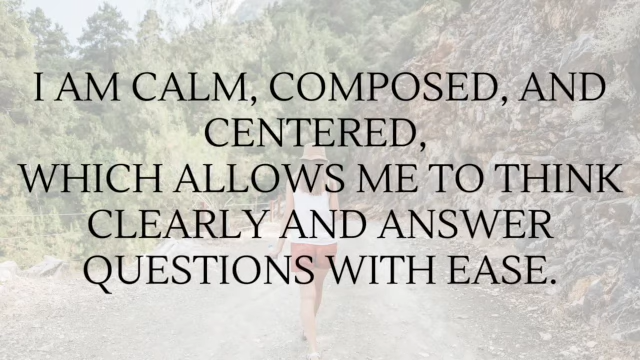 I AM CALM, COMPOSED, AND
CENTERED,
WHICH ALLOWS ME TO THINK
CLEARLY AND ANSWER
QUESTIONS WITH EASE.